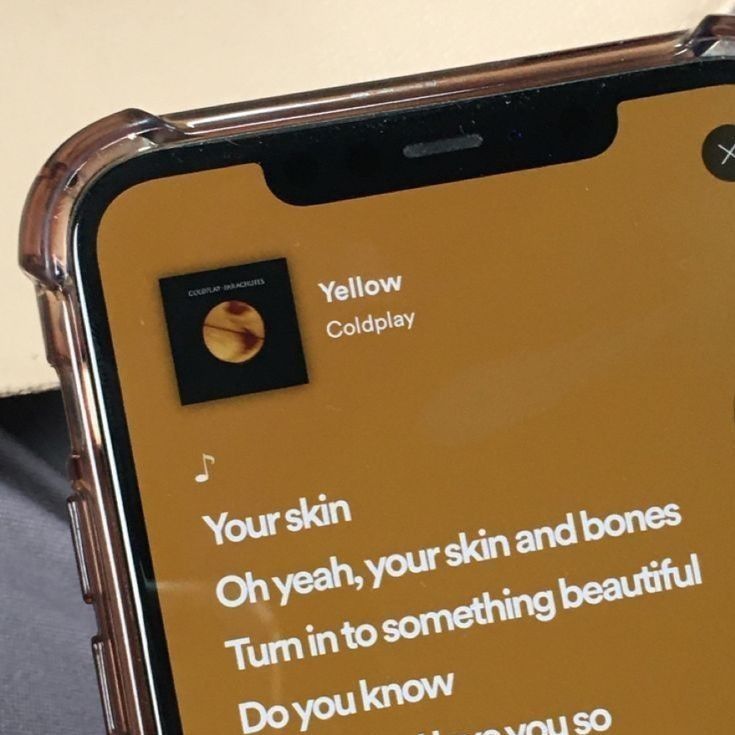 COLDPLAY · PARACHUTES
Yellow
Coldplay
Your skin
Oh yeah, your skin and bones
Turn in to something beautiful
Do you know
love you so